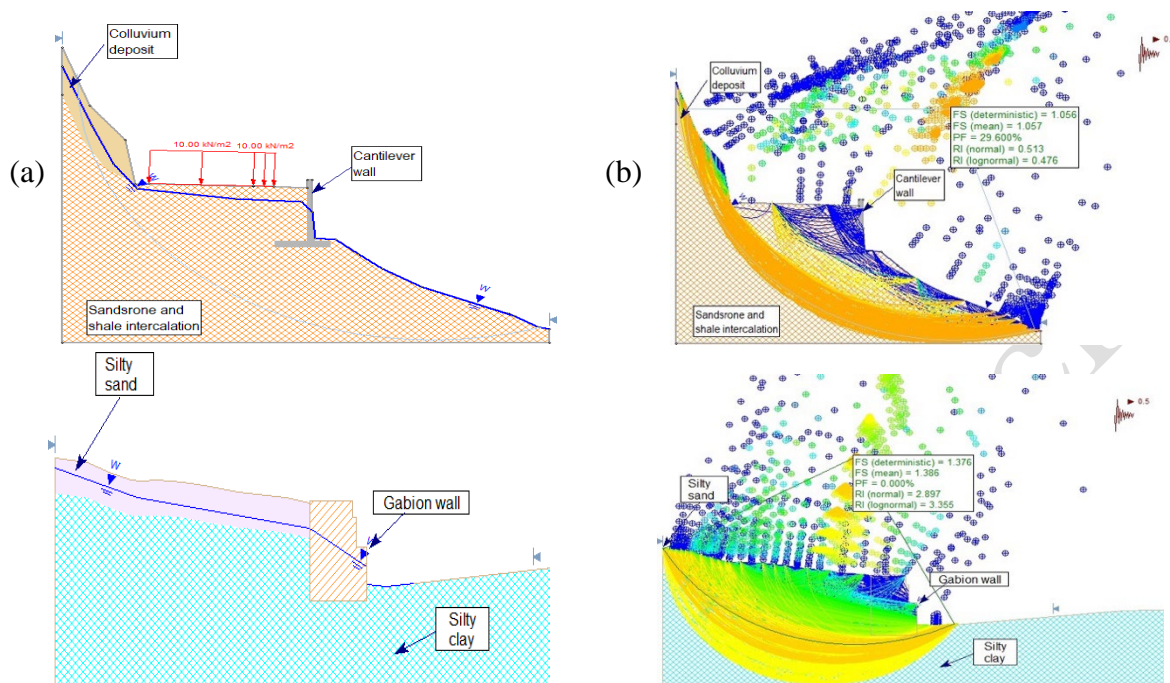 Colluvium
deposit
(a)
10.00 kN/m2 10.00 kN/m2
W
Cantilever
wall
W
Sandsrone and
shale intercalation
0.
Colluvium
deposit
(b)
FS (deterministic) = 1.056
FS (mean) = 1.057
PF = 29.600%
RI (normal) = 0.513
RI (lognormal) = 0.476
Cantilever
wall
W
Sandsrone and
shale intercalation
Silty
sand
W
Gabion wall
Silty
clay
0.5
FS (deterministic) = 1.376
FS (mean) = 1.386
PF = 0.000%
RI (normal) = 2.897
RI (lognormal) = 3.355
Silty
sand
Gabion wall
Silty
clay